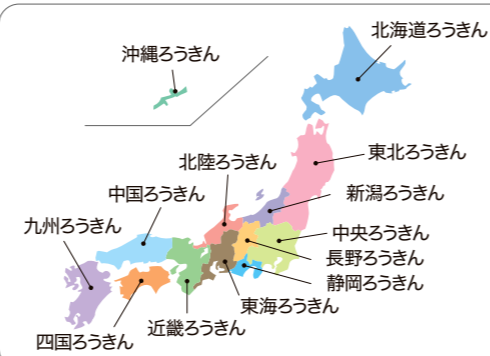 北海道ろうきん
沖縄ろうきん
東北ろうきん
北陸ろうきん
新潟ろうきん
中国ろうきん
九州ろうきん
中央ろうきん
長野ろうきん
静岡ろうきん
東海ろうきん
近畿ろうきん
四国ろうきん